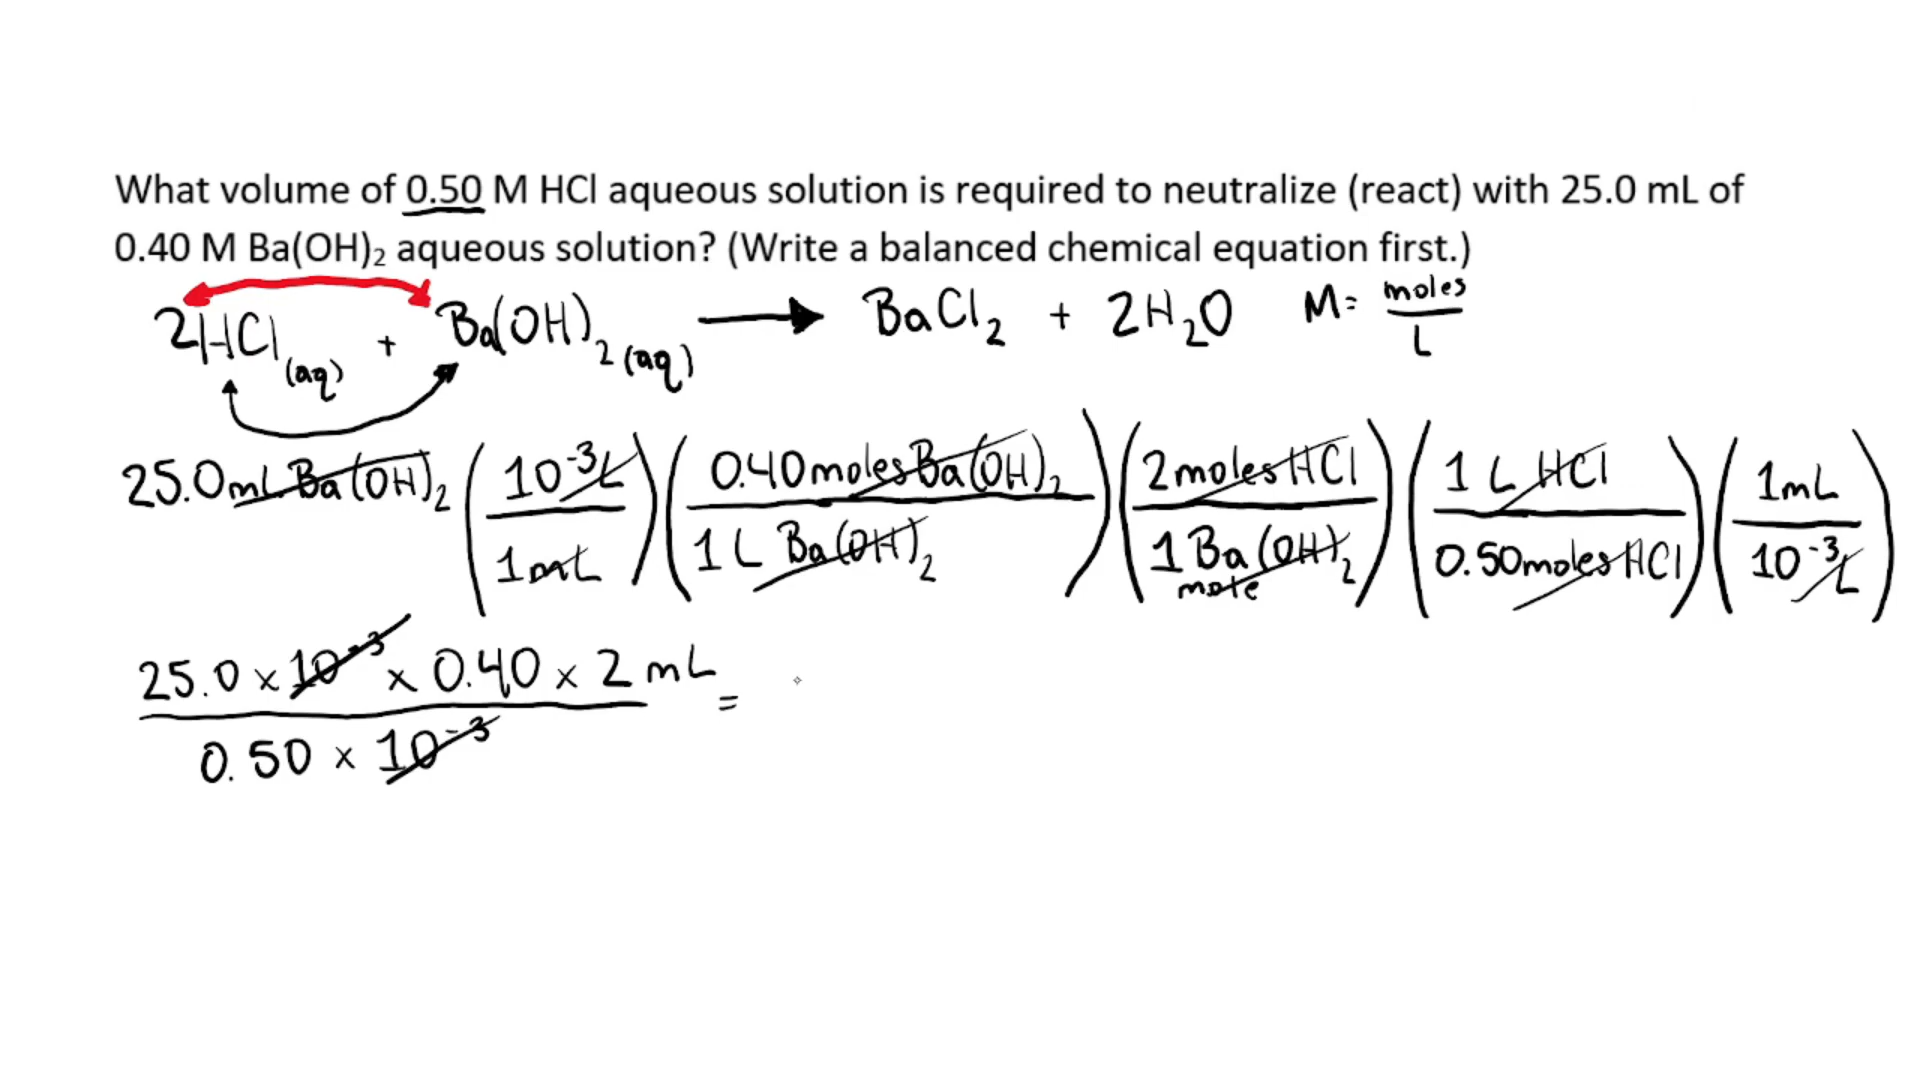 What volume of 0.50 M HCl aqueous solution is required to neutralize (react) with 25.0 mL of
0.40 M Ba(OH)₂ aqueous solution? (Write a balanced chemical equation first.)
2HCl(aq) + Ba(OH)₂(aq) → BaCl₂ + 2H₂O M = moles/L
25.0 mL Ba(OH)₂ (10⁻³L / 1mL) (0.40 moles Ba(OH)₂ / 1 L Ba(OH)₂) (2 moles HCl / 1 mole Ba(OH)₂) (1 L HCl / 0.50 moles HCl) (1mL / 10⁻³L)
25.0 × 10⁻³ × 0.40 × 2 mL / 0.50 × 10⁻³ =